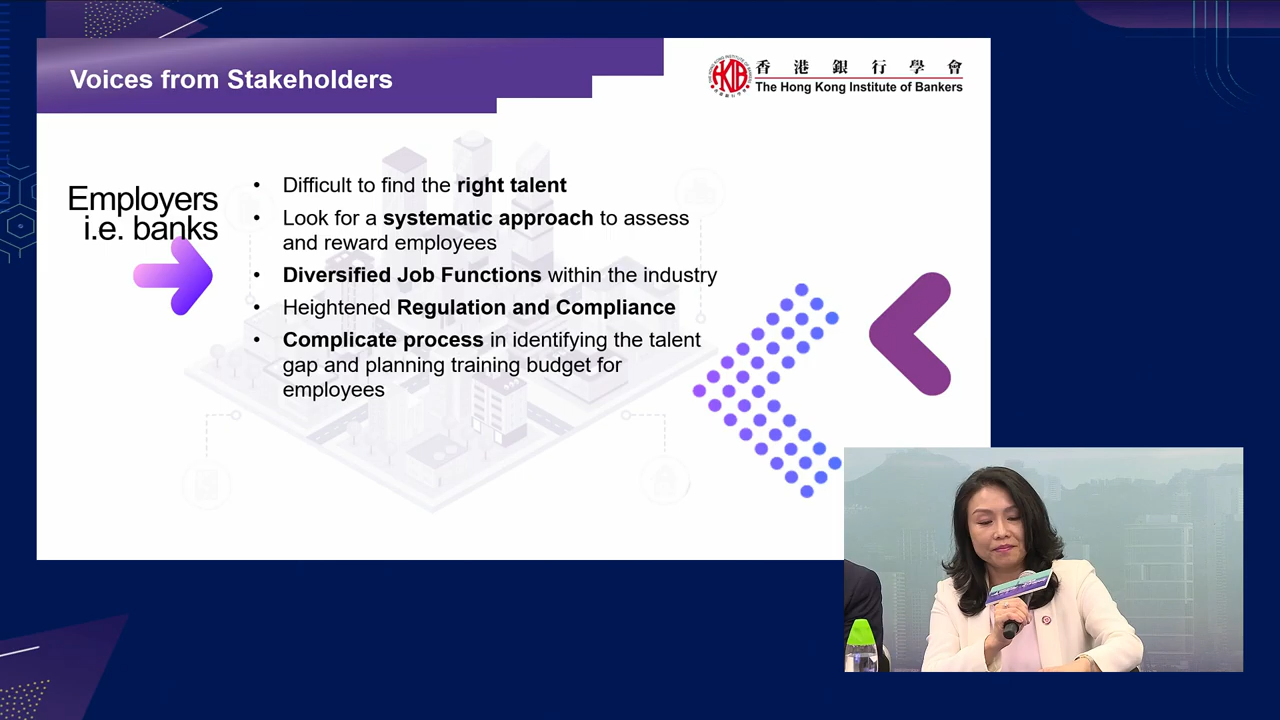 Voices from Stakeholders
香港銀行學會
The Hong Kong Institute of Bankers
Employers
i.e. banks
• Difficult to find the right talent
• Look for a systematic approach to assess
and reward employees
• Diversified Job Functions within the industry
• Heightened Regulation and Compliance
• Complicate process in identifying the talent
gap and planning training budget for
employees
HKIB